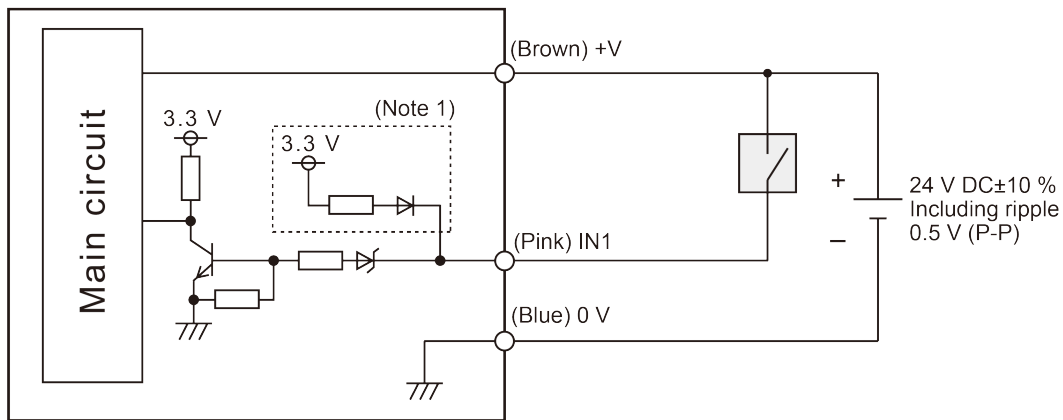 (Brown) +V
(Note 1)
3.3 V
3.3 V
Main circuit
(Pink) IN1
(Blue) 0 V
+
−
24 V DC±10 %
Including ripple
0.5 V (P-P)